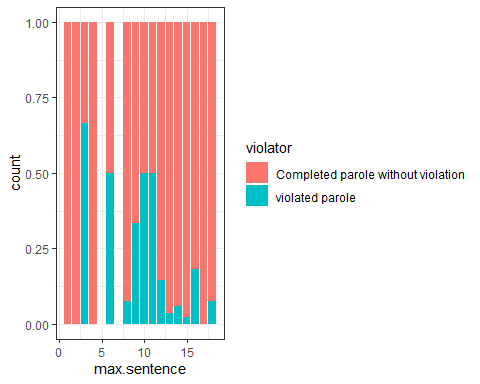 1.00
0.75
0.50
0.25
0.00
count
0
5
10
15
max.sentence
violator
Completed parole without violation
violated parole